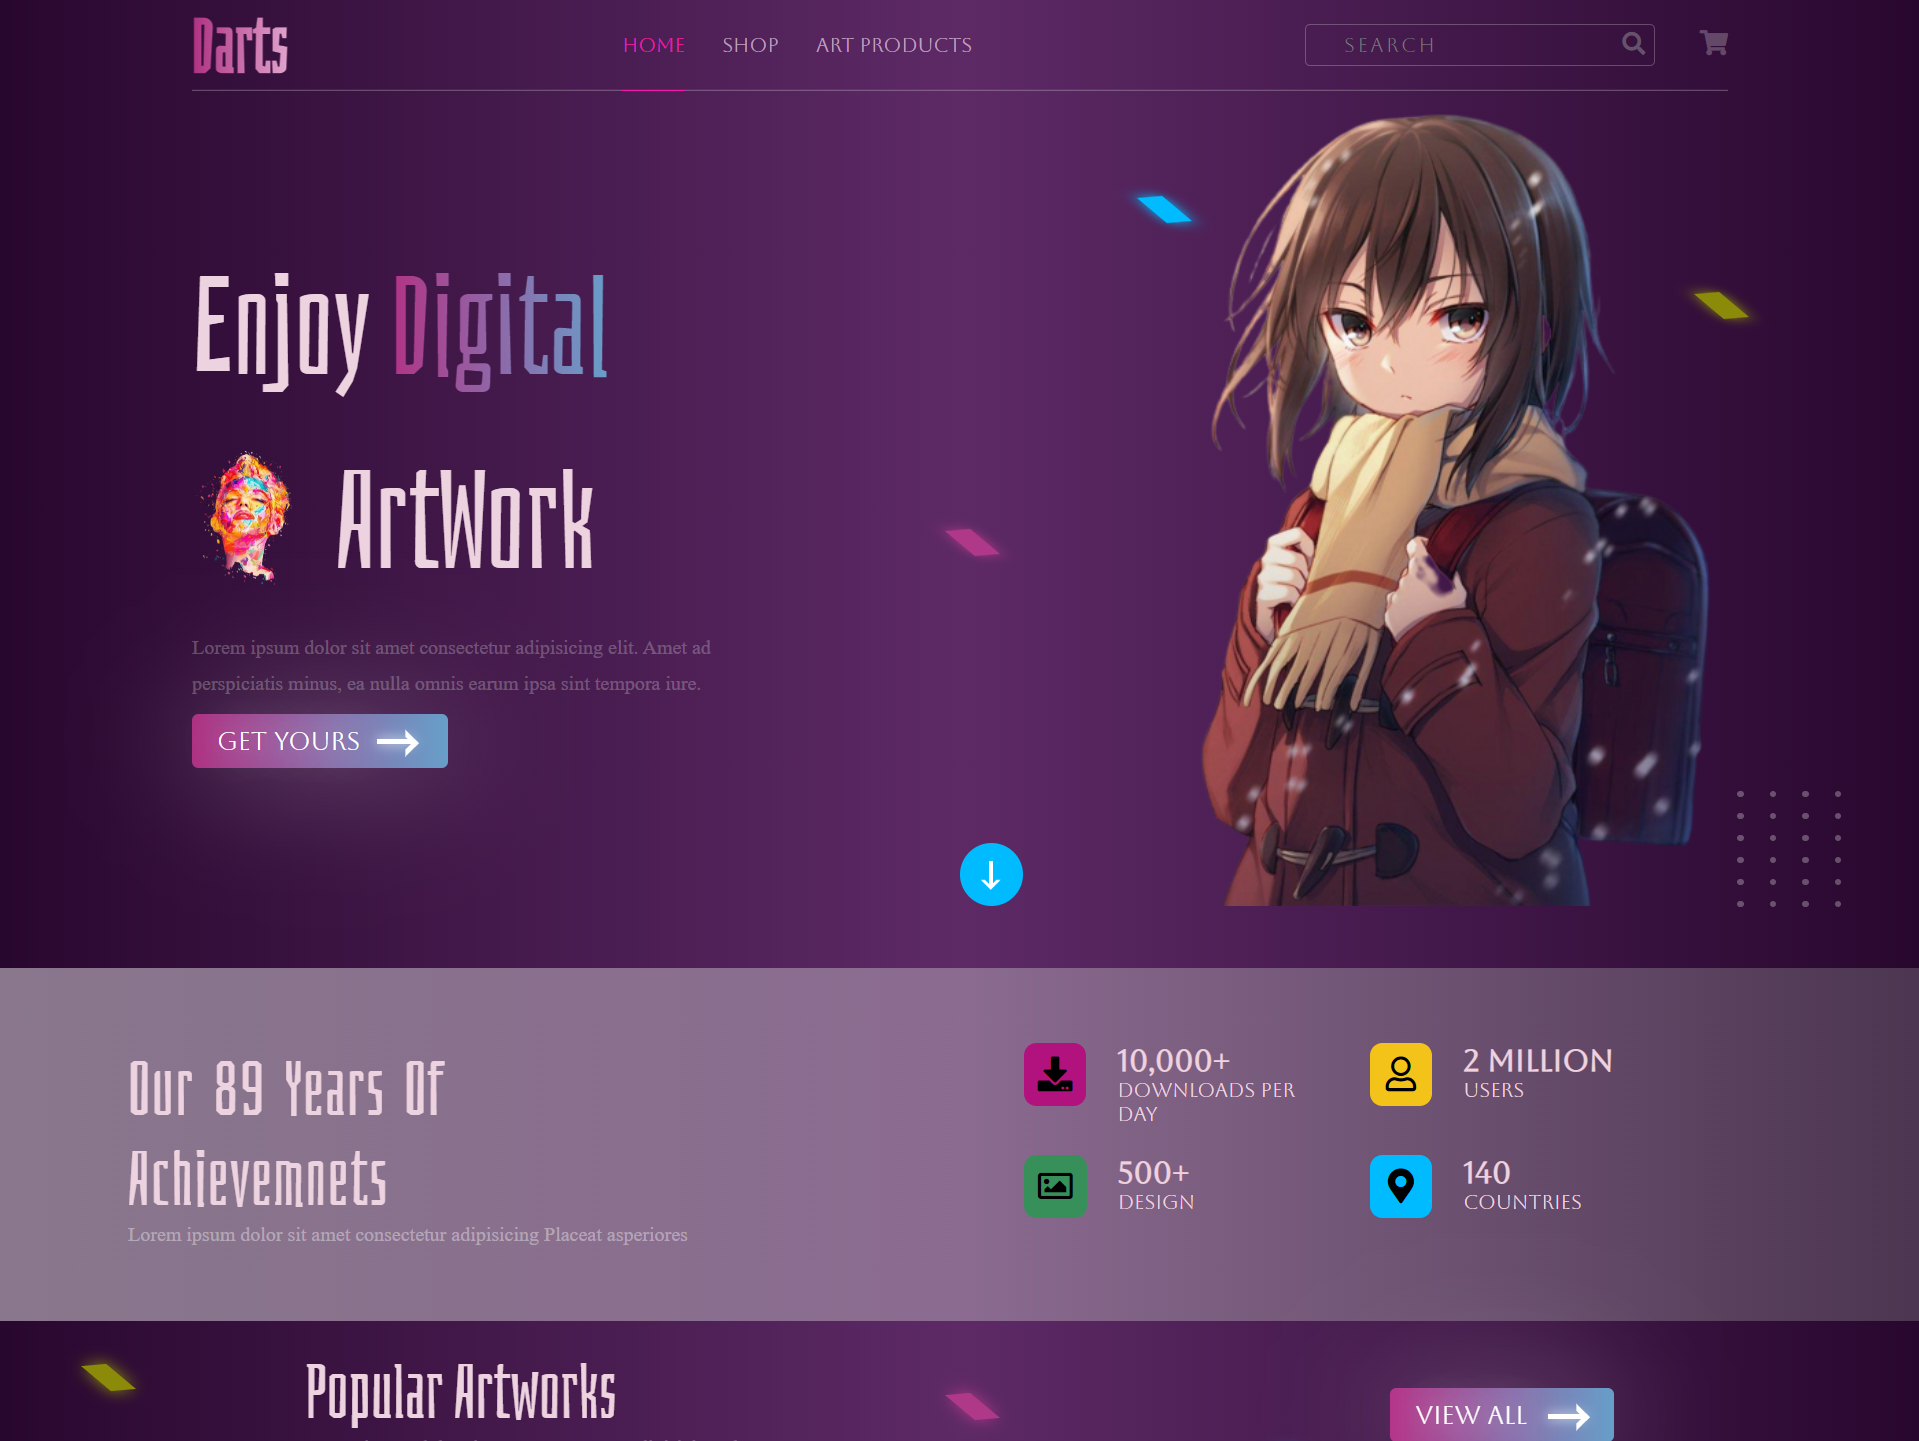 Darts
HOME SHOP ART PRODUCTS
SEARCH
Enjoy Digital
ArtWork
Lorem ipsum dolor sit amet consectetur adipisicing elit. Amet ad
perspiciatis minus, ea nulla omnis earum ipsa sint tempora iure.
GET YOURS
Our 89 Years Of
Achievemnets
Lorem ipsum dolor sit amet consectetur adipisicing Placeat asperiores
10,000+
DOWNLOADS PER
DAY
2 MILLION
USERS
500+
DESIGN
140
COUNTRIES
Popular Artworks
VIEW ALL